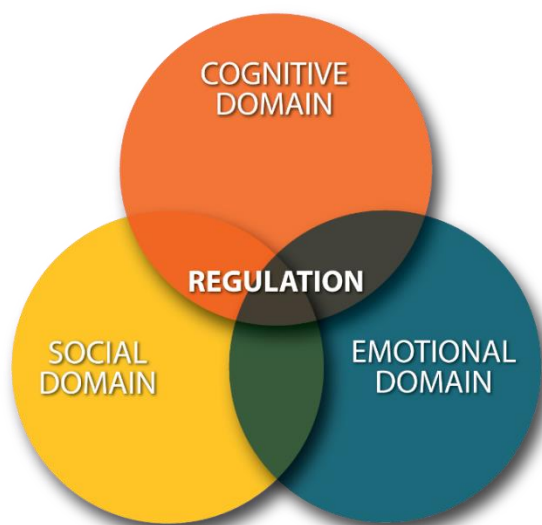 COGNITIVE
DOMAIN
REGULATION
SOCIAL
DOMAIN
EMOTIONAL
DOMAIN